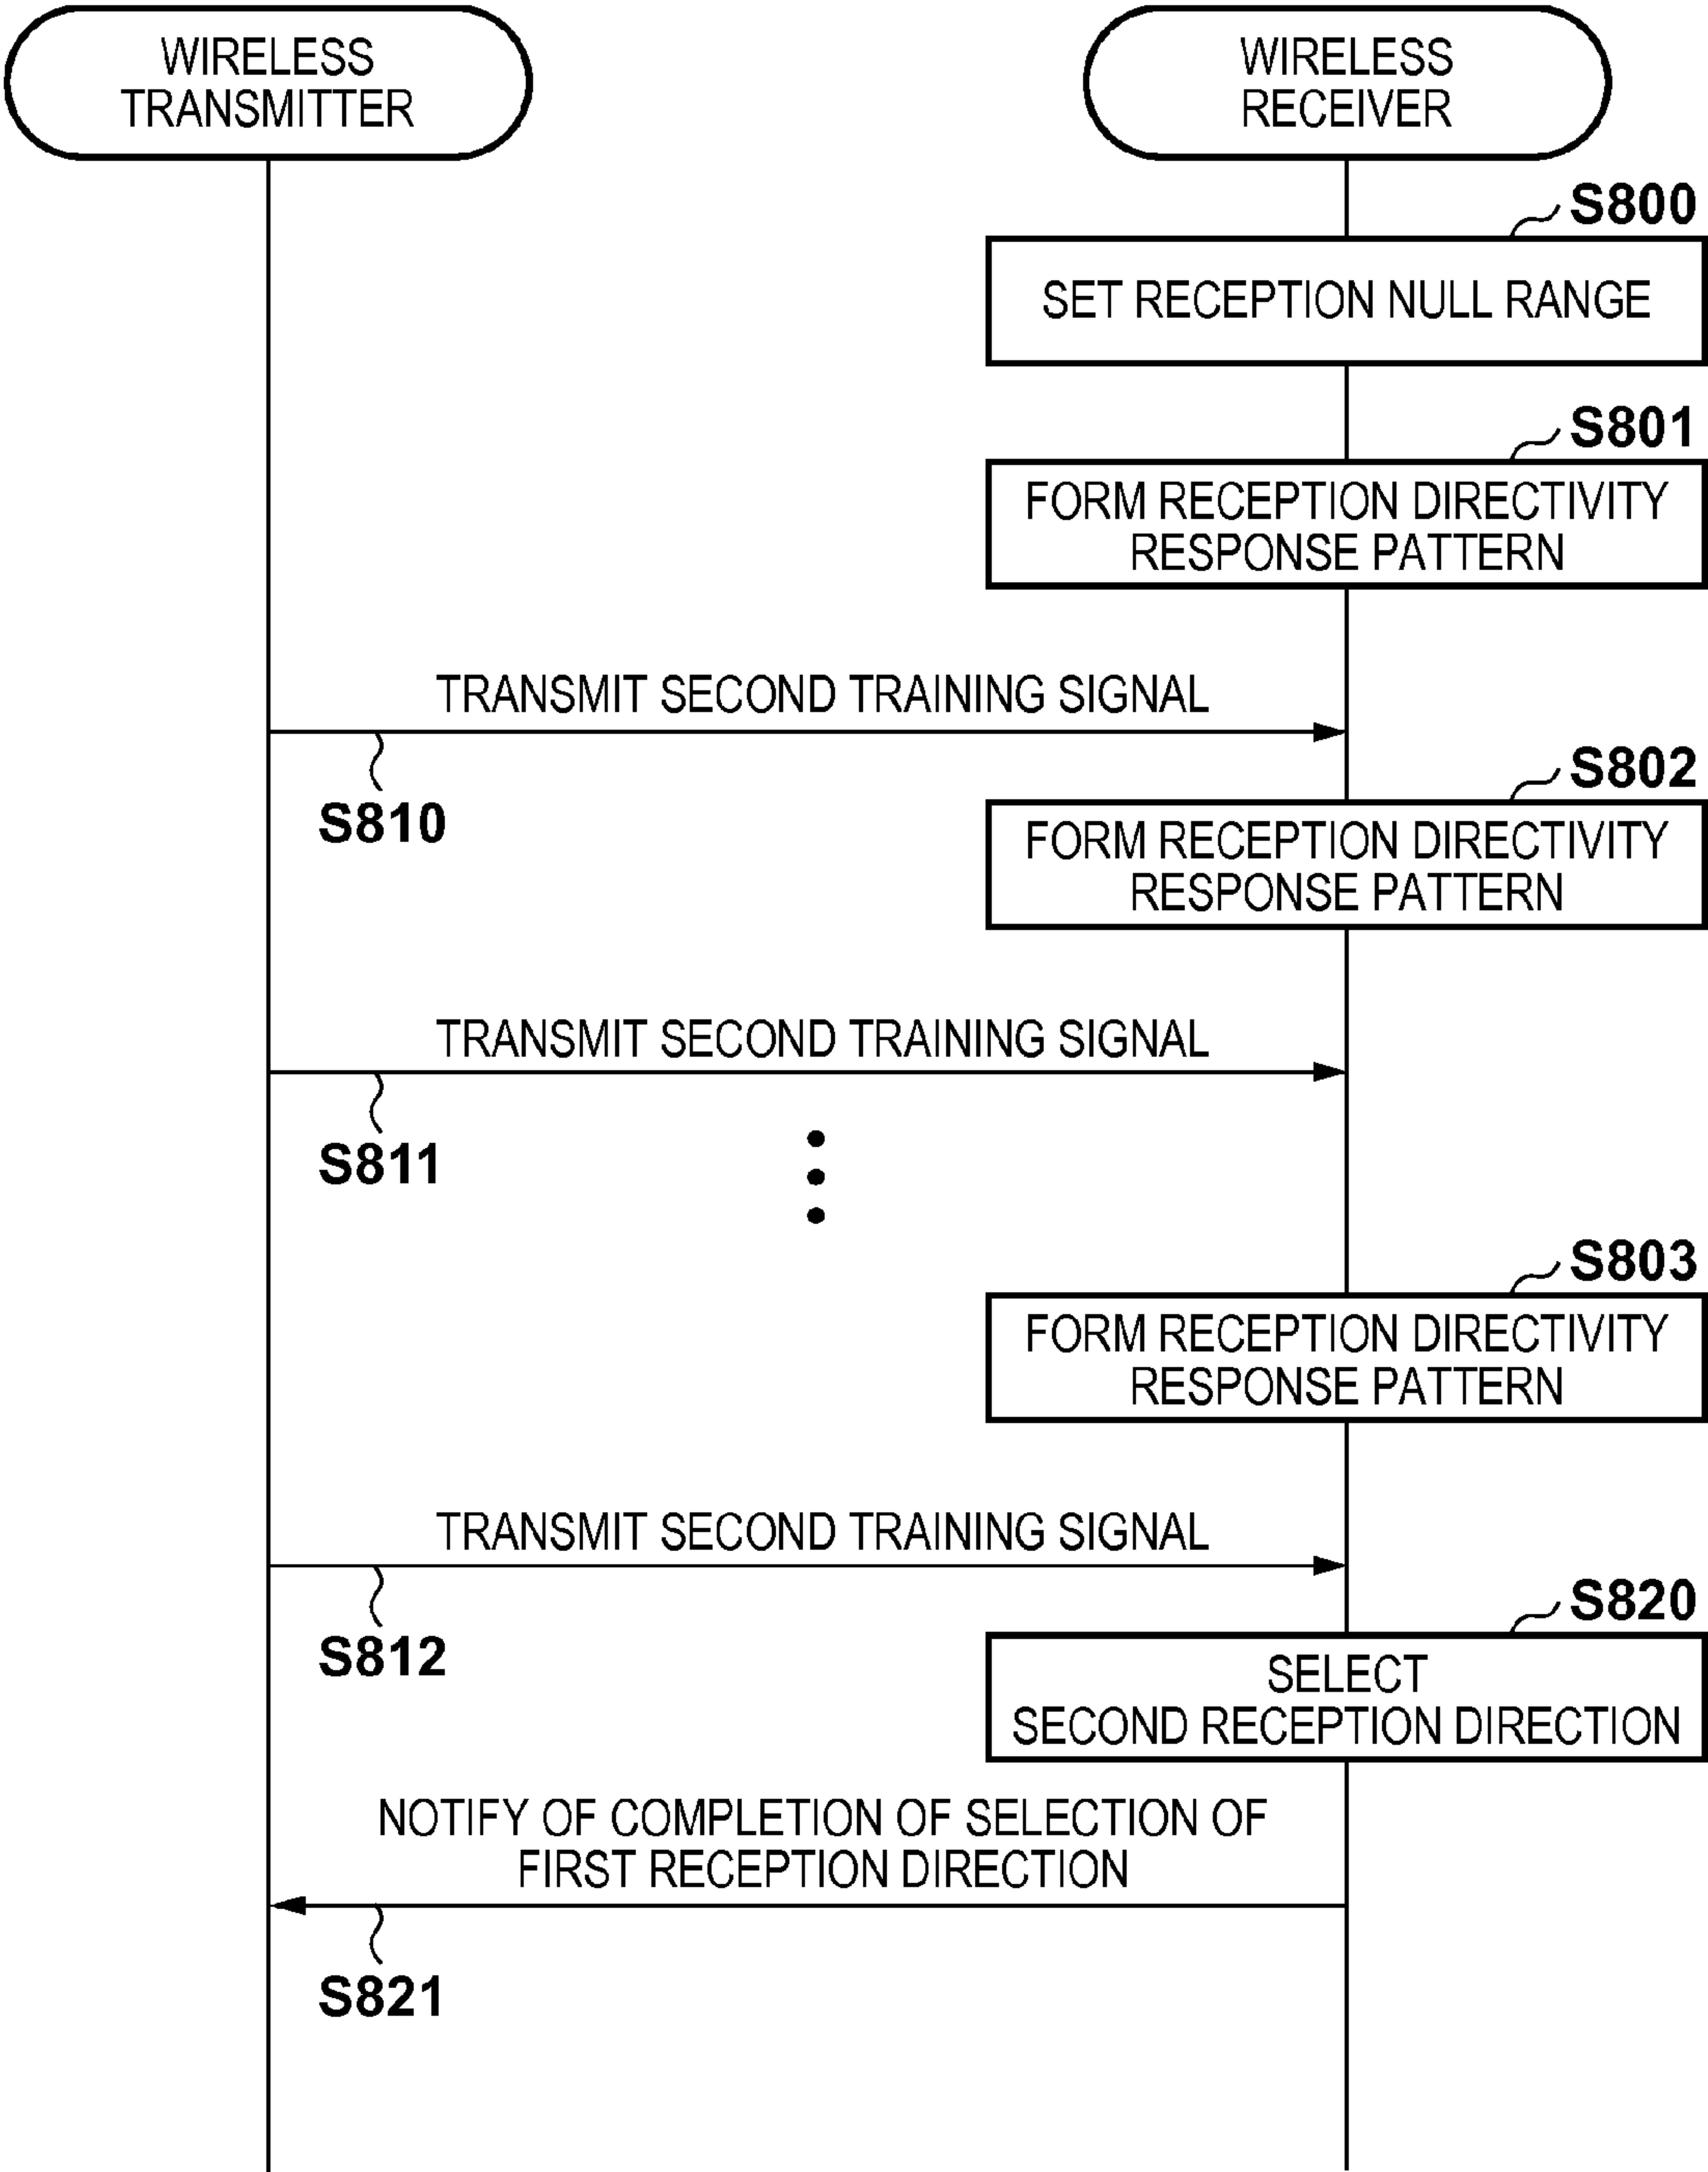 WIRELESS
TRANSMITTER
WIRELESS
RECEIVER
S800
SET RECEPTION NULL RANGE
S801
FORM RECEPTION DIRECTIVITY
RESPONSE PATTERN
TRANSMIT SECOND TRAINING SIGNAL
S810
S802
FORM RECEPTION DIRECTIVITY
RESPONSE PATTERN
TRANSMIT SECOND TRAINING SIGNAL
S811
S803
FORM RECEPTION DIRECTIVITY
RESPONSE PATTERN
TRANSMIT SECOND TRAINING SIGNAL
S812
S820
SELECT
SECOND RECEPTION DIRECTION
NOTIFY OF COMPLETION OF SELECTION OF
FIRST RECEPTION DIRECTION
S821